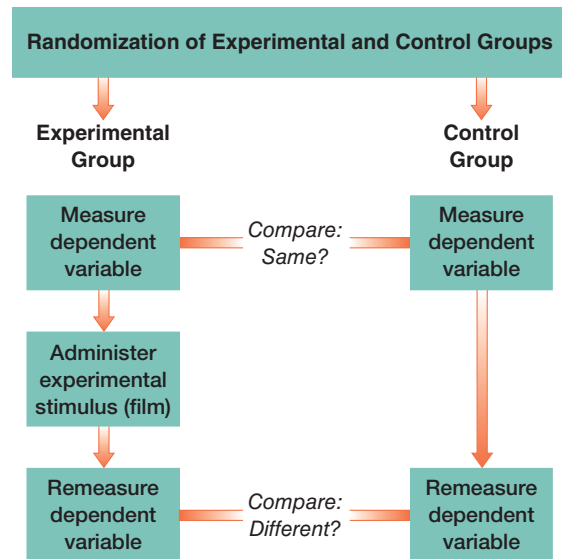 Randomization of Experimental and Control Groups
Experimental
Group
Control
Group
Measure
dependent
variable
Compare:
Same?
Measure
dependent
variable
Administer
experimental
stimulus (film)
Remeasure
dependent
variable
Compare:
Different?
Remeasure
dependent
variable